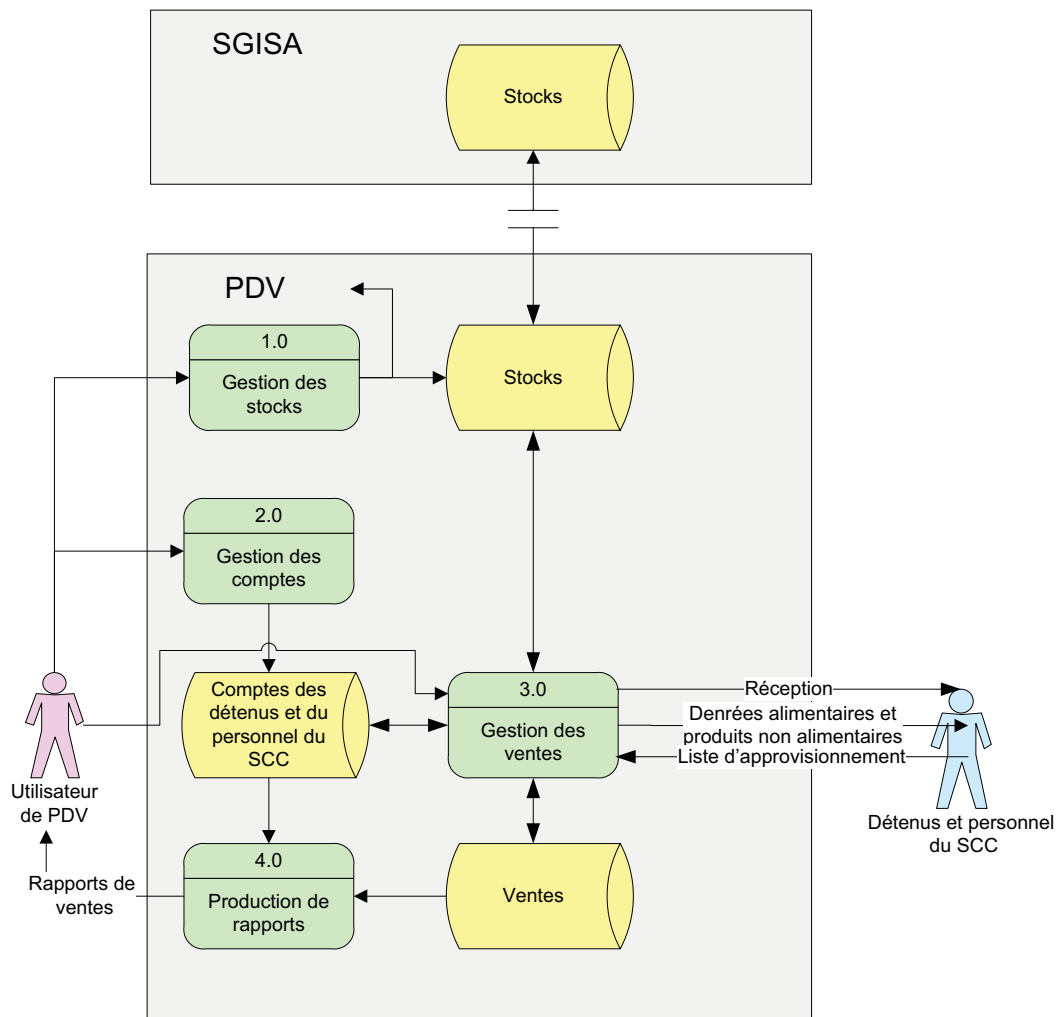 SGISA
Stocks
PDV
1.0
Gestion des
stocks
Stocks
2.0
Gestion des
comptes
Comptes des
détenus et du
personnel du
SCC
3.0
Gestion des
ventes
Réception
Denrées alimentaires et
produits non alimentaires
Liste d'approvisionnement
Utilisateur
de PDV
Détenus et personnel
du SCC
Rapports de
ventes
4.0
Production de
rapports
Ventes